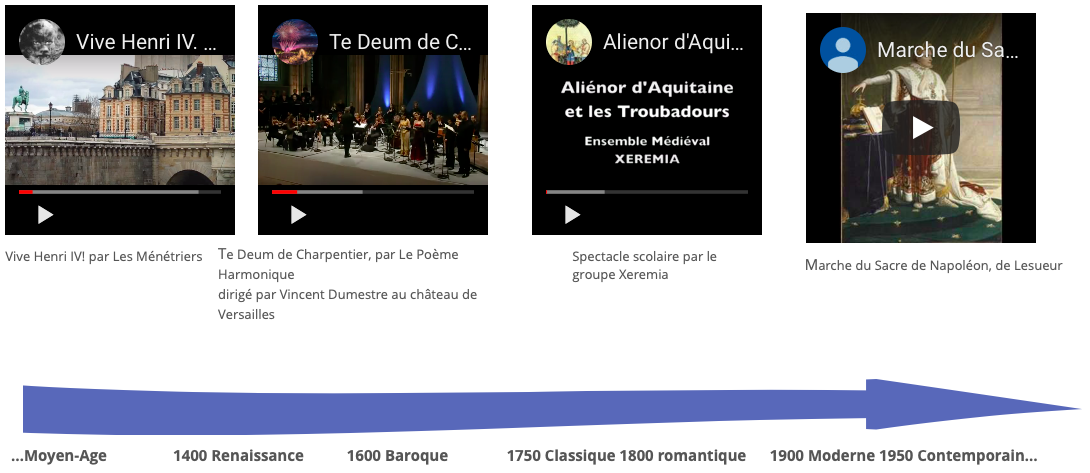 Vive Henri IV. ...
Te Deum de C...
Alienor d'Aqui...
Aliénor d'Aquitaine
et les Troubadours
Ensemble Médiéval
XEREMIA
Marche du Sa...
Vive Henri IV! par Les Ménétriers
Te Deum de Charpentier, par Le Poème
Harmonique
dirigé par Vincent Dumestre au château de
Versailles
Spectacle scolaire par le
groupe Xeremia
Marche du Sacre de Napoléon, de Lesueur
...Moyen-Age 1400 Renaissance 1600 Baroque 1750 Classique 1800 romantique 1900 Moderne 1950 Contemporain...